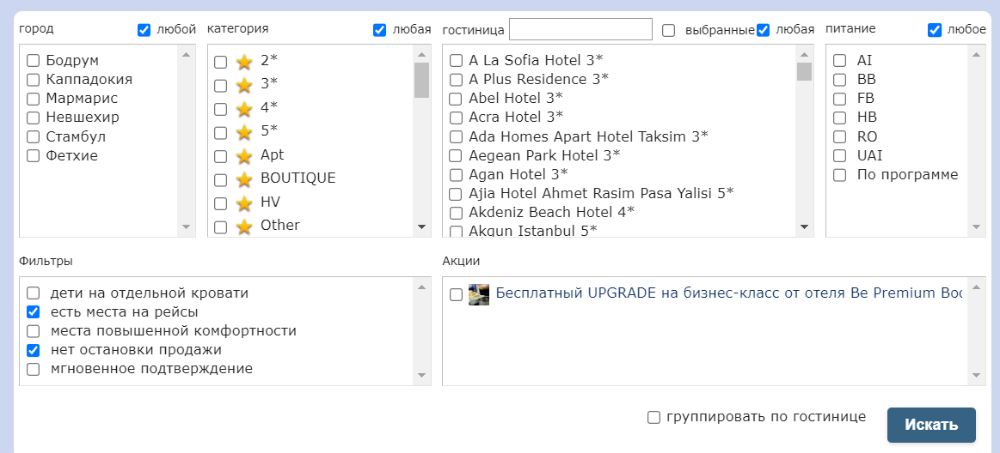 город любой
категория любая
гостиница выбранные любая
питание любое
Бодрум
Каппадокия
Мармарис
Невшехир
Стамбул
Фетхие
2*
3*
4*
5*
Apt
BOUTIQUE
HV
Other
A La Sofia Hotel 3*
A Plus Residence 3*
Abel Hotel 3*
Acra Hotel 3*
Ada Homes Apart Hotel Taksim 3*
Aegean Park Hotel 3*
Agan Hotel 3*
Ajia Hotel Ahmet Rasim Pasa Yalisi 5*
Akdeniz Beach Hotel 4*
Akgun Istanbul 5*
AI
BB
FB
HB
RO
UAI
По программе
Фильтры
дети на отдельной кровати
есть места на рейсы
места повышенной комфортности
нет остановки продажи
мгновенное подтверждение
Акции
Бесплатный UPGRADE на бизнес-класс от отеля Be Premium Bod
группировать по гостинице
Искать